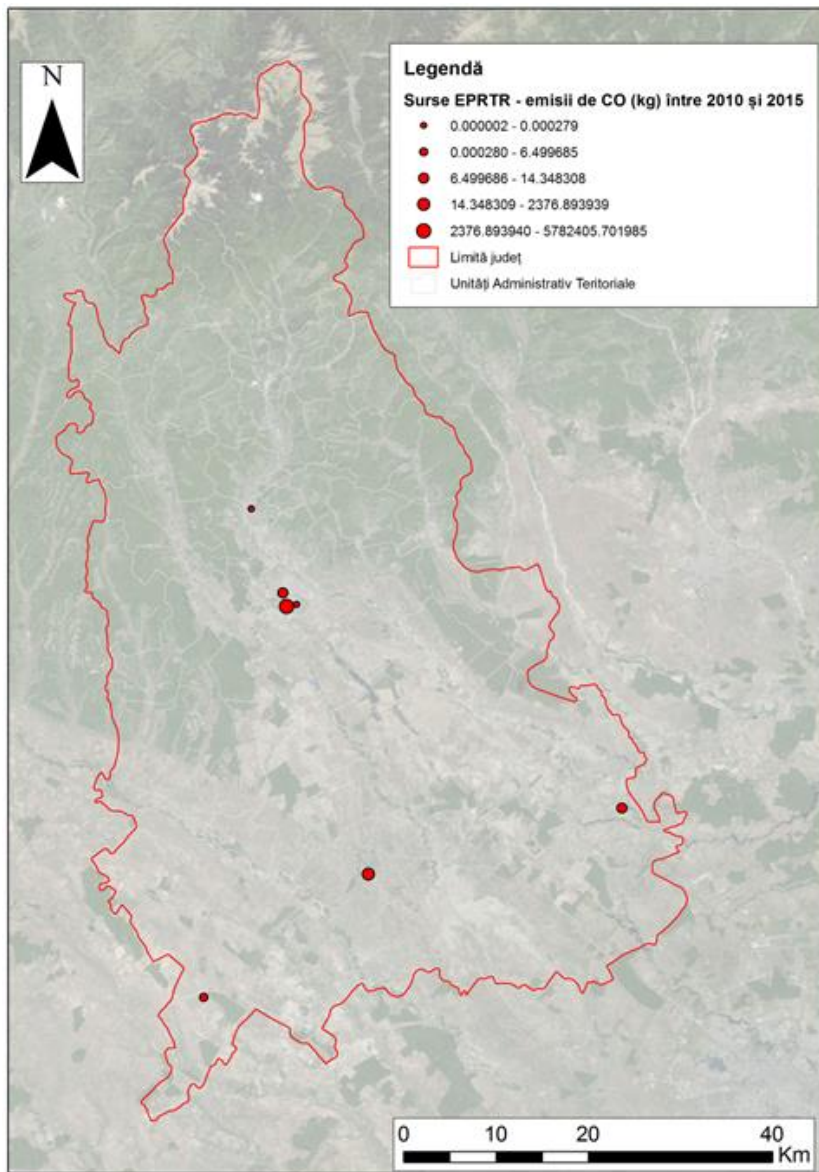 N
Legendă
Surse EPRTR - emisii de CO (kg) între 2010 și 2015
0.000002 - 0.000279
0.000280 - 6.499685
6.499686 - 14.348308
14.348309 - 2376.893939
2376.893940 - 5782405.701985
Limită județ
Unități Administrativ Teritoriale
0 10 20 40
Km